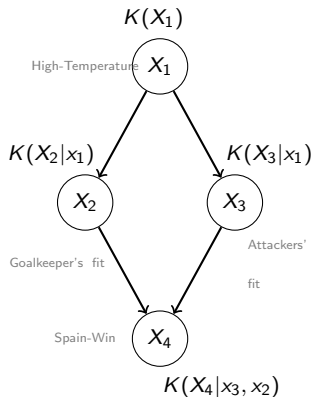 K(X₁)
High-Temperature
X₁
K(X₂|x₁)
K(X₃|x₁)
X₂
X₃
Attackers'
fit
Goalkeeper's fit
Spain-Win
X₄
K(X₄|x₃, x₂)